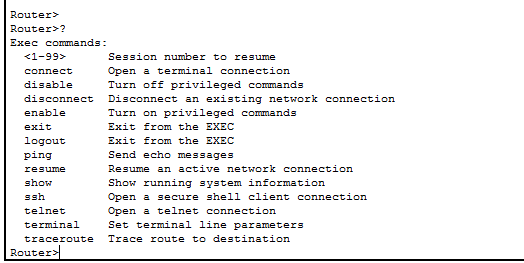 Router>
Router>?
Exec commands:
  <1-99>      Session number to resume
  connect     Open a terminal connection
  disable     Turn off privileged commands
  disconnect  Disconnect an existing network connection
  enable      Turn on privileged commands
  exit        Exit from the EXEC
  logout      Exit from the EXEC
  ping        Send echo messages
  resume      Resume an active network connection
  show        Show running system information
  ssh         Open a secure shell client connection
  telnet      Open a telnet connection
  terminal    Set terminal line parameters
  traceroute  Trace route to destination
Router>